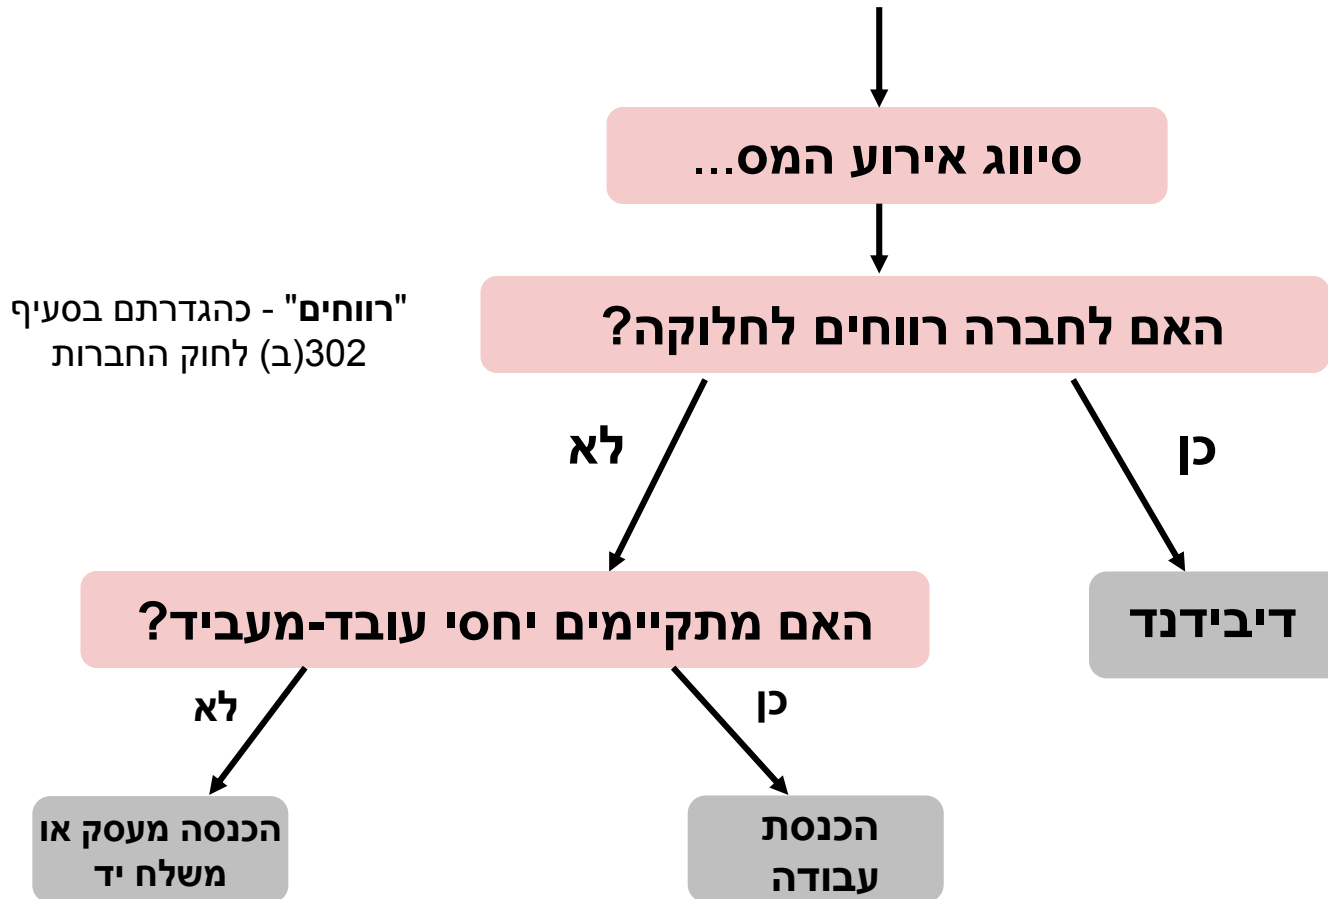 סיווג אירוע המס...
האם לחברה רווחים לחלוקה?
"רווחים" - כהגדרתם בסעיף
302(ב) לחוק החברות
כן
לא
דיבידנד
האם מתקיימים יחסי עובד-מעביד?
כן
לא
הכנסת
עבודה
הכנסה מעסק או
משלח יד